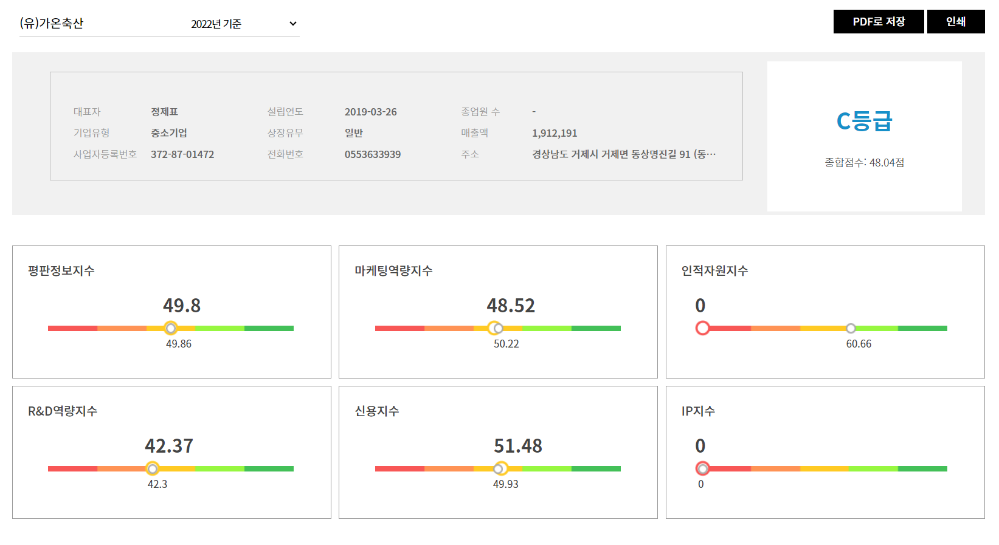 (유)가온축산 2022년 기준 PDF로 저장 인쇄
대표자 정제표 설립연도 2019-03-26 종업원 수 -
기업유형 중소기업 상장유무 일반 매출액 1,912,191
사업자등록번호 372-87-01472 전화번호 0553633939 주소 경상남도 거제시 거제면 동상명진길 91 (동…
C등급
종합점수: 48.04점
평판정보지수 마케팅역량지수 인적자원지수
49.8 48.52 0
49.86 50.22 60.66
R&D역량지수 신용지수 IP지수
42.37 51.48 0
42.3 49.93 0